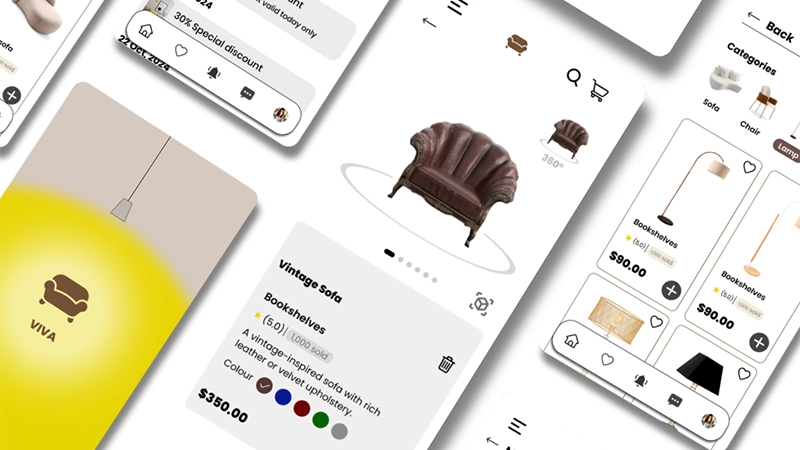 sofa
2024
t valid today only
30% Special discount
22 Oct 2024
VIVA
360°
Vintage Sofa
Bookshelves
(5.0)
1,000 sold
A vintage-inspired sofa with rich
leather or velvet upholstery.
Colour
$350.00
Back
Categories
Sofa
Chair
Lamp
Bookshelves
(5.0)
1,000 sold
$90.00
Bookshelves
(5.0)
1,000 sold
$90.00